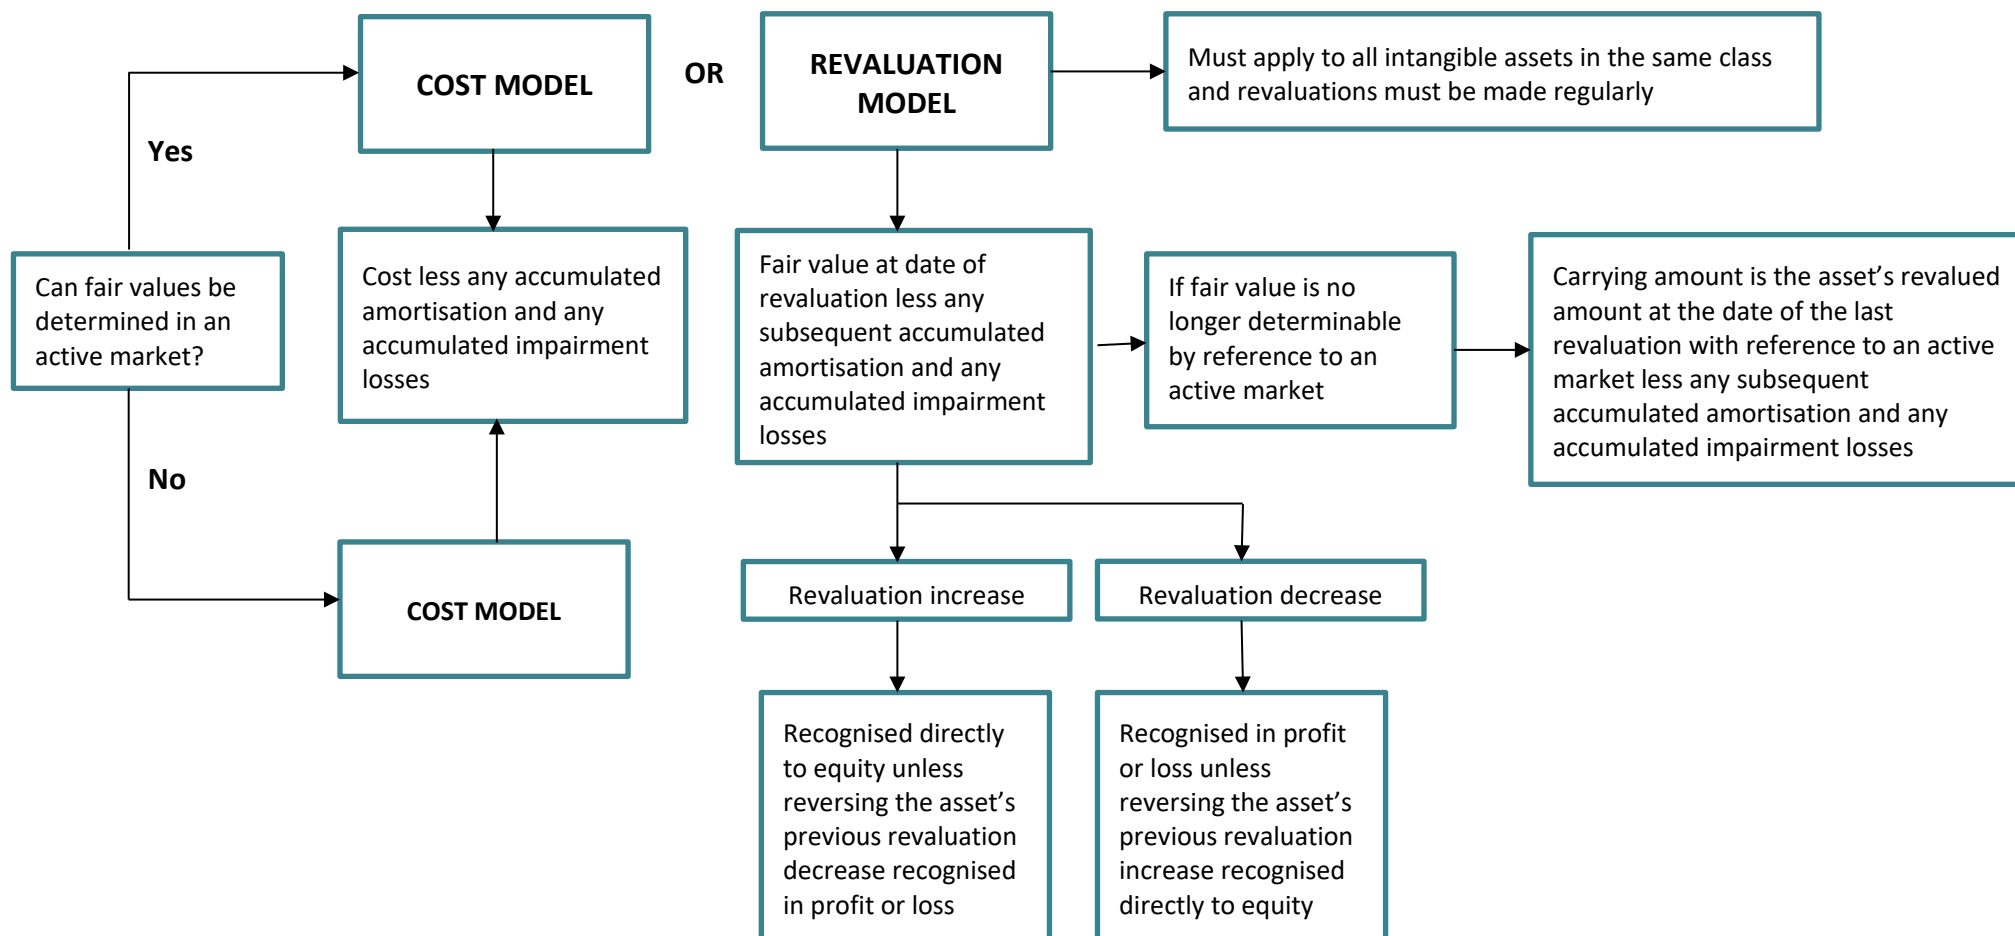 COST MODEL
OR
REVALUATION
MODEL
Must apply to all intangible assets in the same class
and revaluations must be made regularly
Yes
Can fair values be
determined in an
active market?
Cost less any accumulated
amortisation and any
accumulated impairment
losses
Fair value at date of
revaluation less any
subsequent accumulated
amortisation and any
accumulated impairment
losses
If fair value is no
longer determinable
by reference to an
active market
Carrying amount is the asset’s revalued
amount at the date of the last
revaluation with reference to an active
market less any subsequent
accumulated amortisation and any
accumulated impairment losses
No
COST MODEL
Revaluation increase
Revaluation decrease
Recognised directly
to equity unless
reversing the asset’s
previous revaluation
decrease recognised
in profit or loss
Recognised in profit
or loss unless
reversing the asset’s
previous revaluation
increase recognised
directly to equity